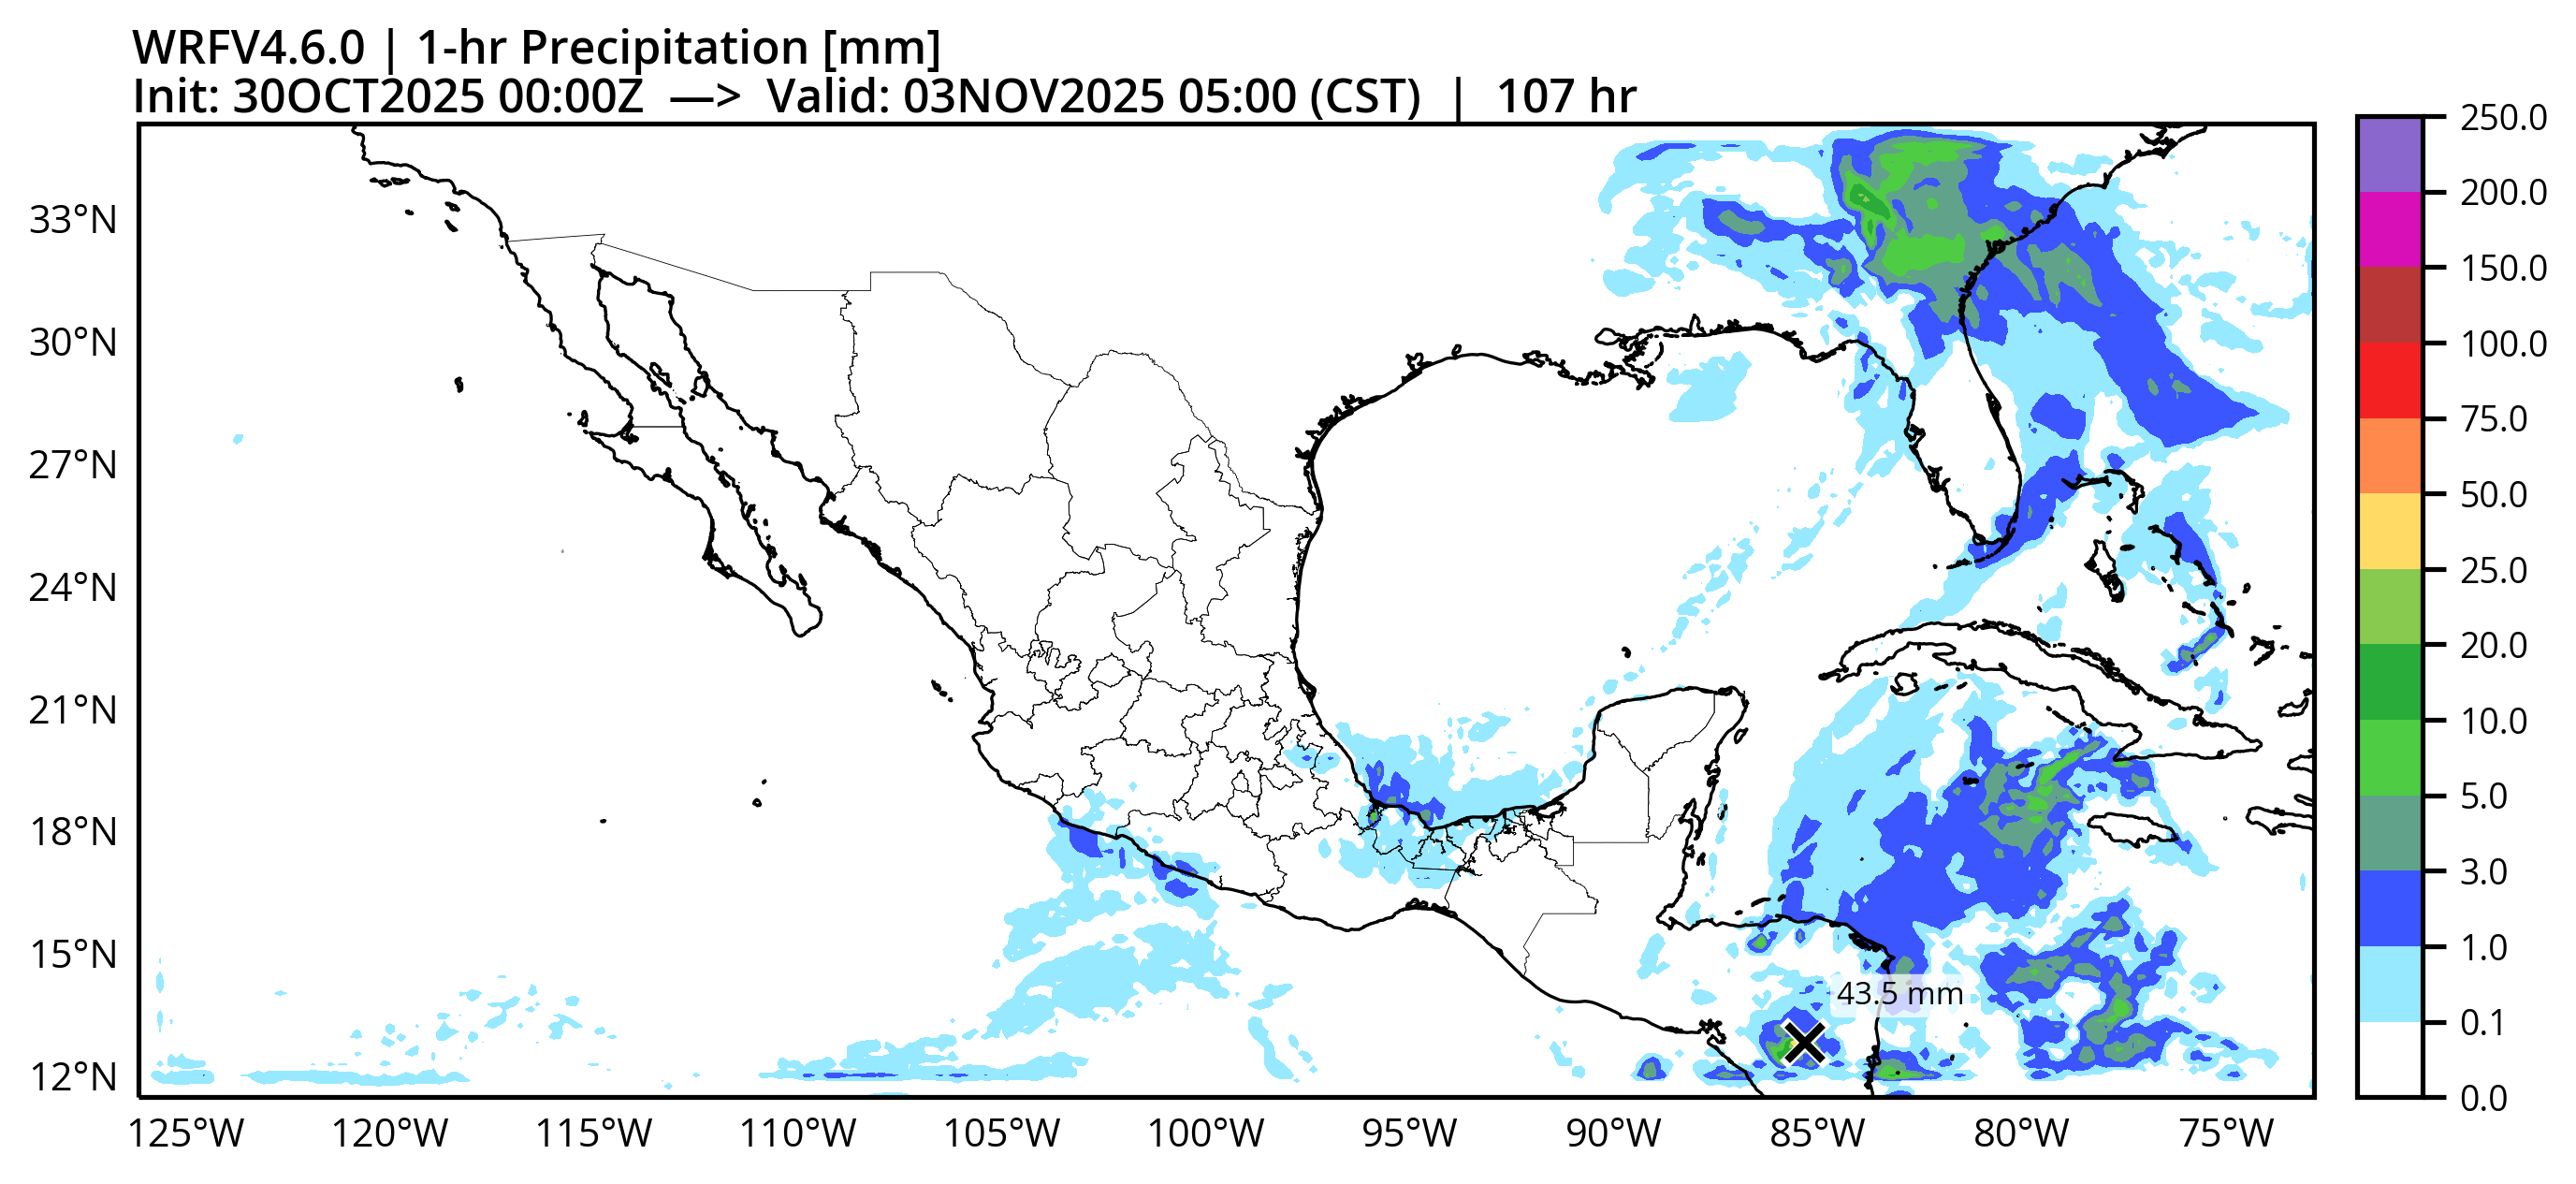 WRFV4.6.0 | 1-hr Precipitation [mm]
Init: 30OCT2025 00:00Z —> Valid: 03NOV2025 05:00 (CST) | 107 hr
33°N
30°N
27°N
24°N
21°N
18°N
15°N
12°N
43.5 mm
125°W 120°W 115°W 110°W 105°W 100°W 95°W 90°W 85°W 80°W 75°W
250.0
200.0
150.0
100.0
75.0
50.0
25.0
20.0
10.0
5.0
3.0
1.0
0.1
0.0